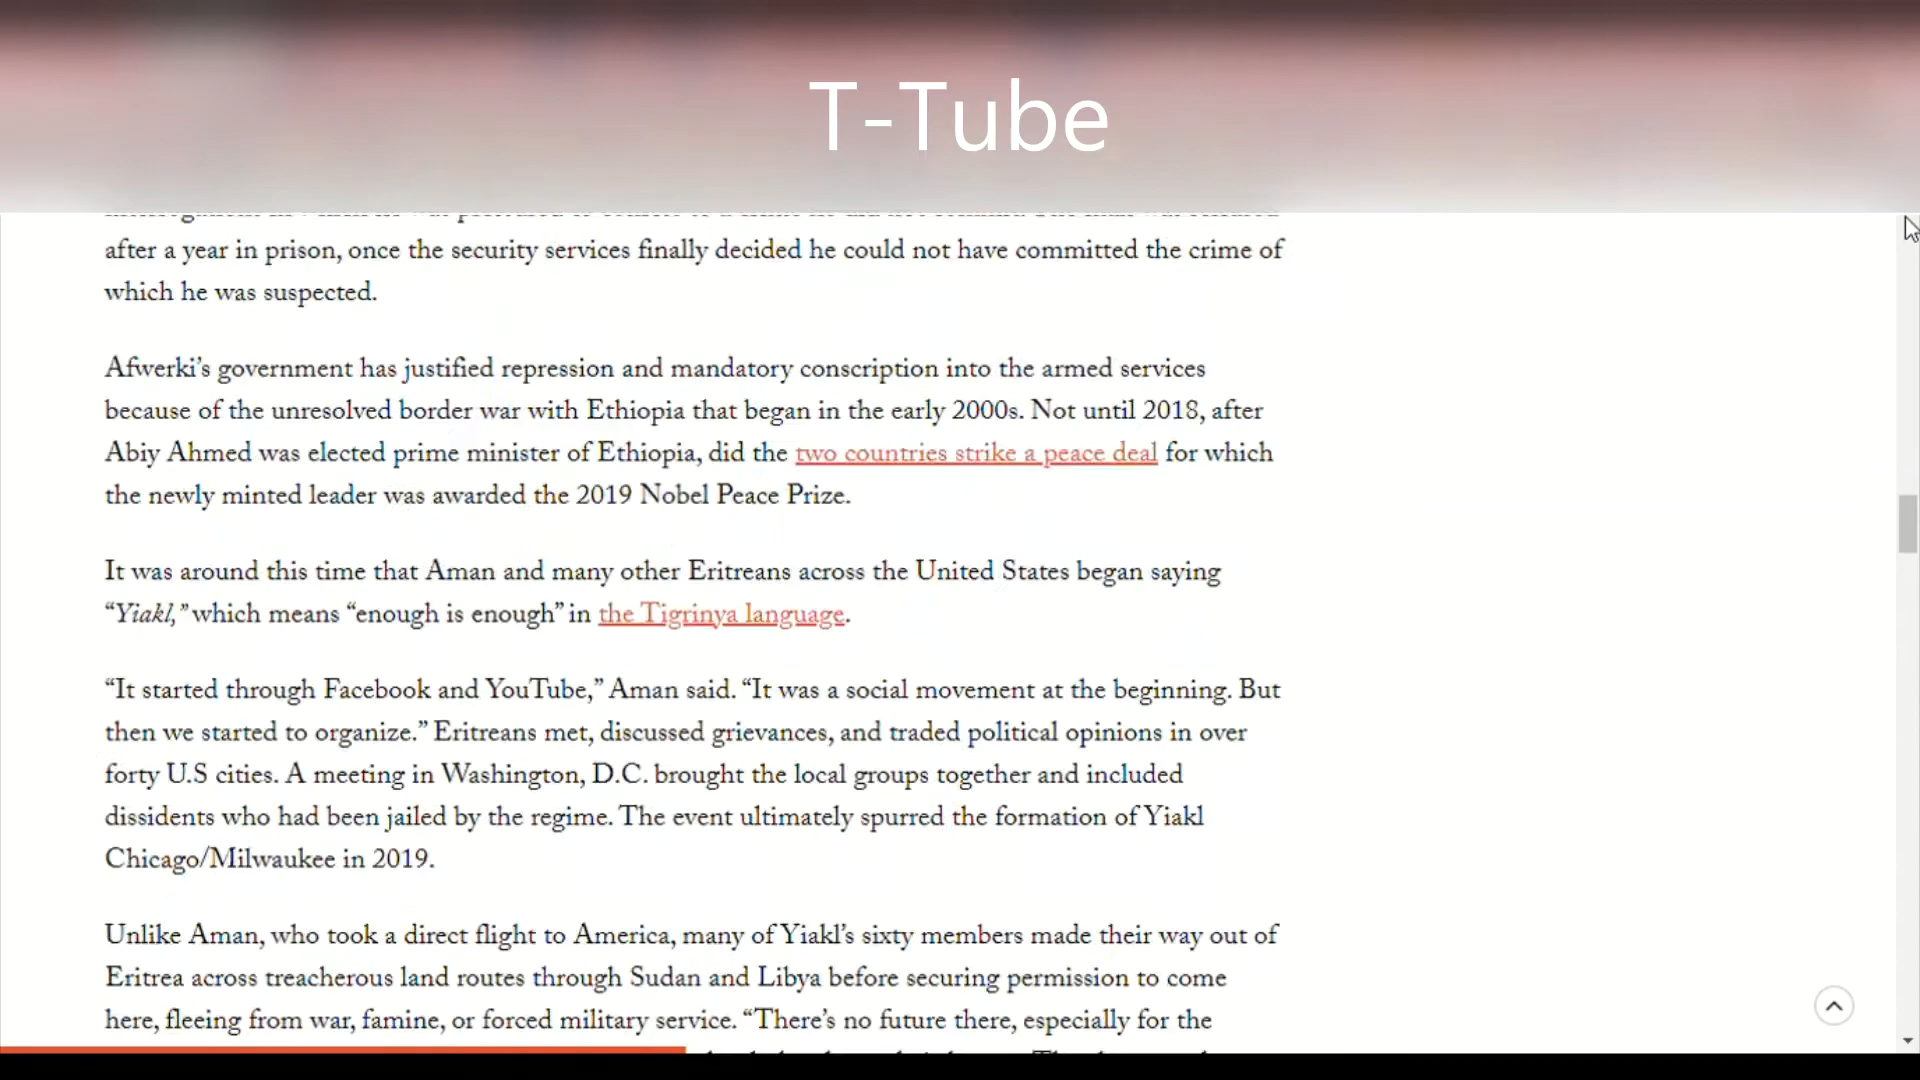 T-Tube
after a year in prison, once the security services finally decided he could not have committed the crime of
which he was suspected.
Afwerki’s government has justified repression and mandatory conscription into the armed services
because of the unresolved border war with Ethiopia that began in the early 2000s. Not until 2018, after
Abiy Ahmed was elected prime minister of Ethiopia, did the two countries strike a peace deal for which
the newly minted leader was awarded the 2019 Nobel Peace Prize.
It was around this time that Aman and many other Eritreans across the United States began saying
“Yiakl,” which means “enough is enough” in the Tigrinya language.
“It started through Facebook and YouTube,” Aman said. “It was a social movement at the beginning. But
then we started to organize.” Eritreans met, discussed grievances, and traded political opinions in over
forty U.S cities. A meeting in Washington, D.C. brought the local groups together and included
dissidents who had been jailed by the regime. The event ultimately spurred the formation of Yiakl
Chicago/Milwaukee in 2019.
Unlike Aman, who took a direct flight to America, many of Yiakl’s sixty members made their way out of
Eritrea across treacherous land routes through Sudan and Libya before securing permission to come
here, fleeing from war, famine, or forced military service. “There’s no future there, especially for the